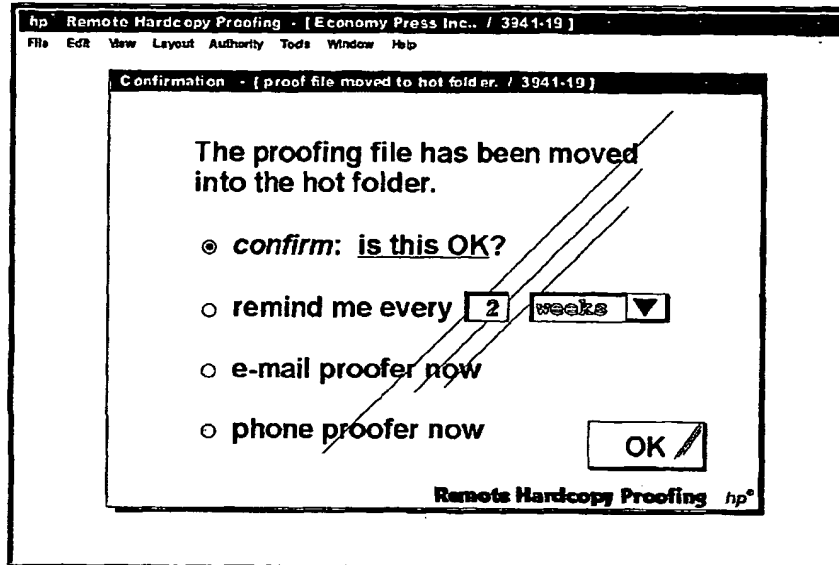 hp Remote Hardcopy Proofing - [ Economy Press Inc.. / 3941-19 ]
File Edit View Layout Authority Tools Window Help
Confirmation - [ proof file moved to hot folder. / 3941-19 ]
The proofing file has been moved
into the hot folder.
confirm: is this OK?
remind me every 2 weeks
e-mail proofer now
phone proofer now
OK
Remote Hardcopy Proofing hp